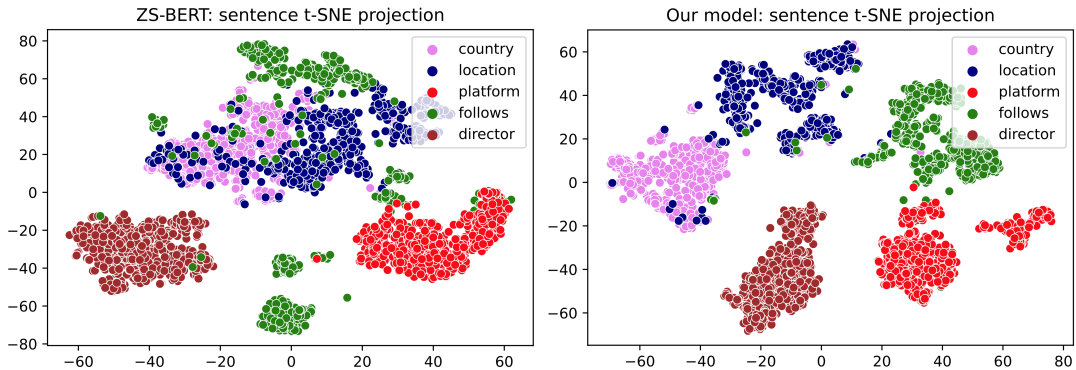 ZS-BERT: sentence t-SNE projection
country
location
platform
follows
director
80
60
40
20
0
−20
−40
−60
−80
−60 −40 −20 0 20 40 60
Our model: sentence t-SNE projection
country
location
platform
follows
director
60
40
20
0
−20
−40
−60
−60 −40 −20 0 20 40 60 80